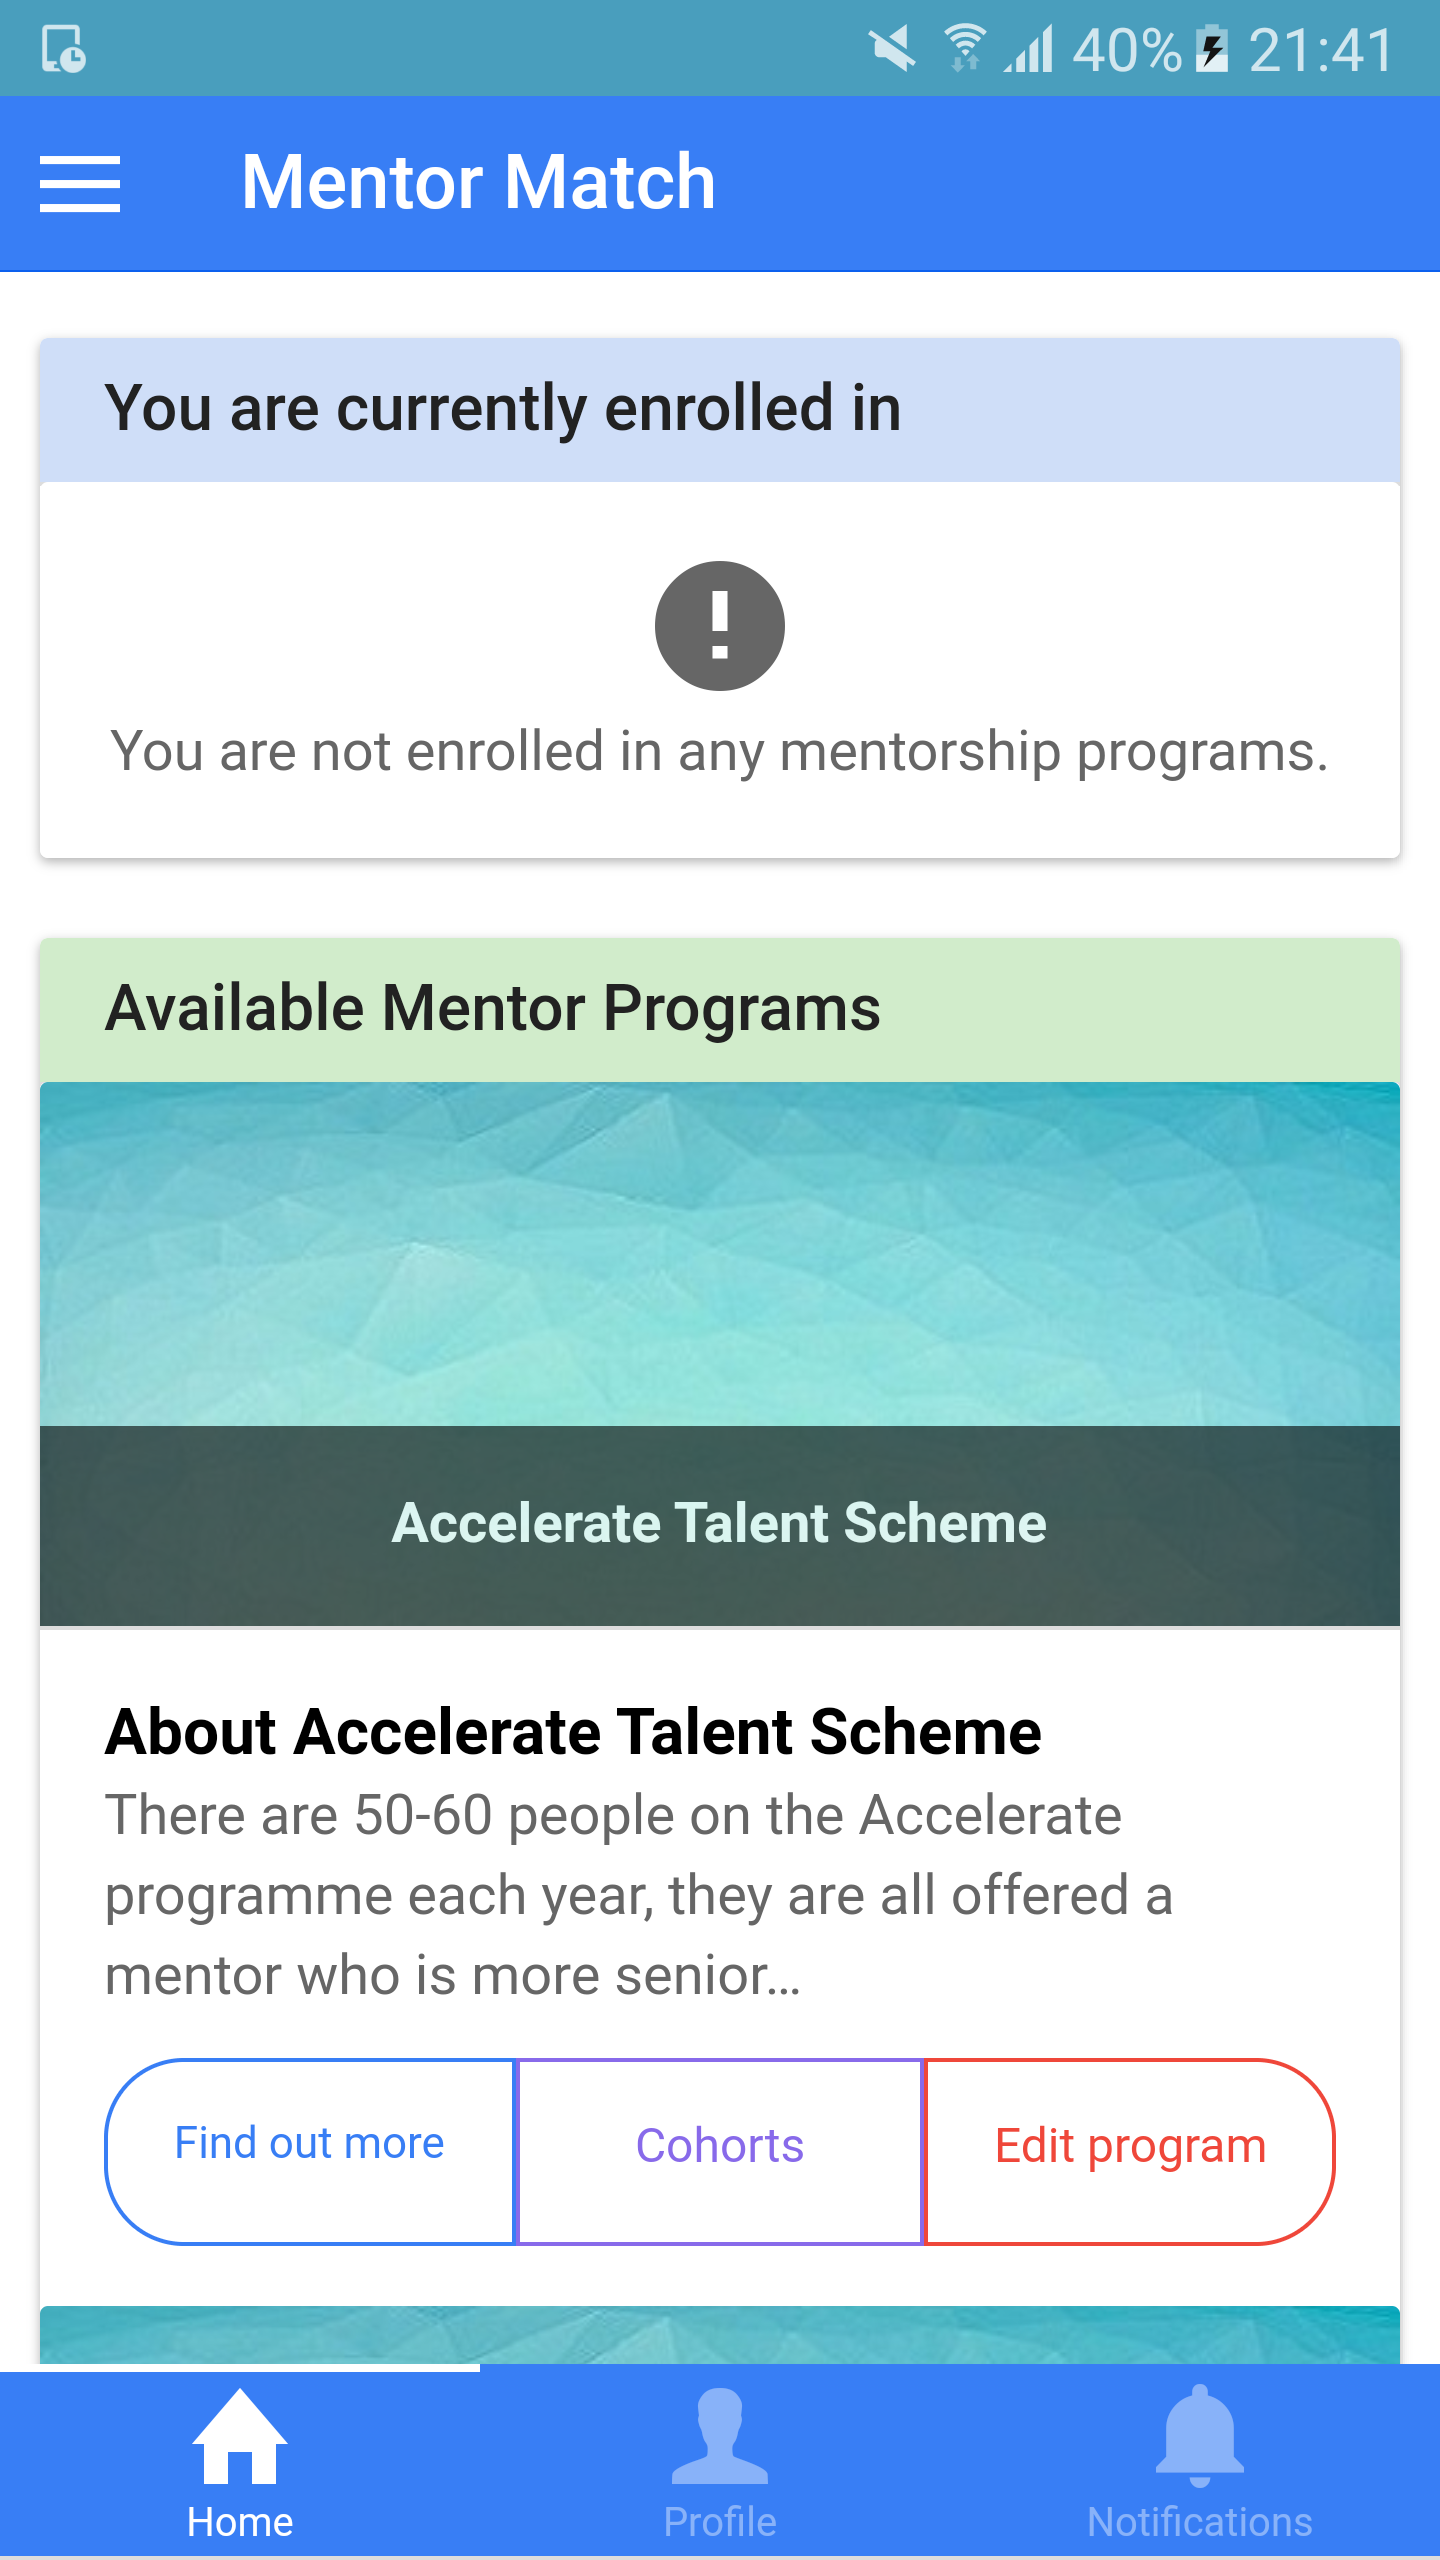 40% 21:41
Mentor Match
You are currently enrolled in
You are not enrolled in any mentorship programs.
Available Mentor Programs
Accelerate Talent Scheme
About Accelerate Talent Scheme
There are 50-60 people on the Accelerate
programme each year, they are all offered a
mentor who is more senior...
Find out more
Cohorts
Edit program
Home
Profile
Notifications